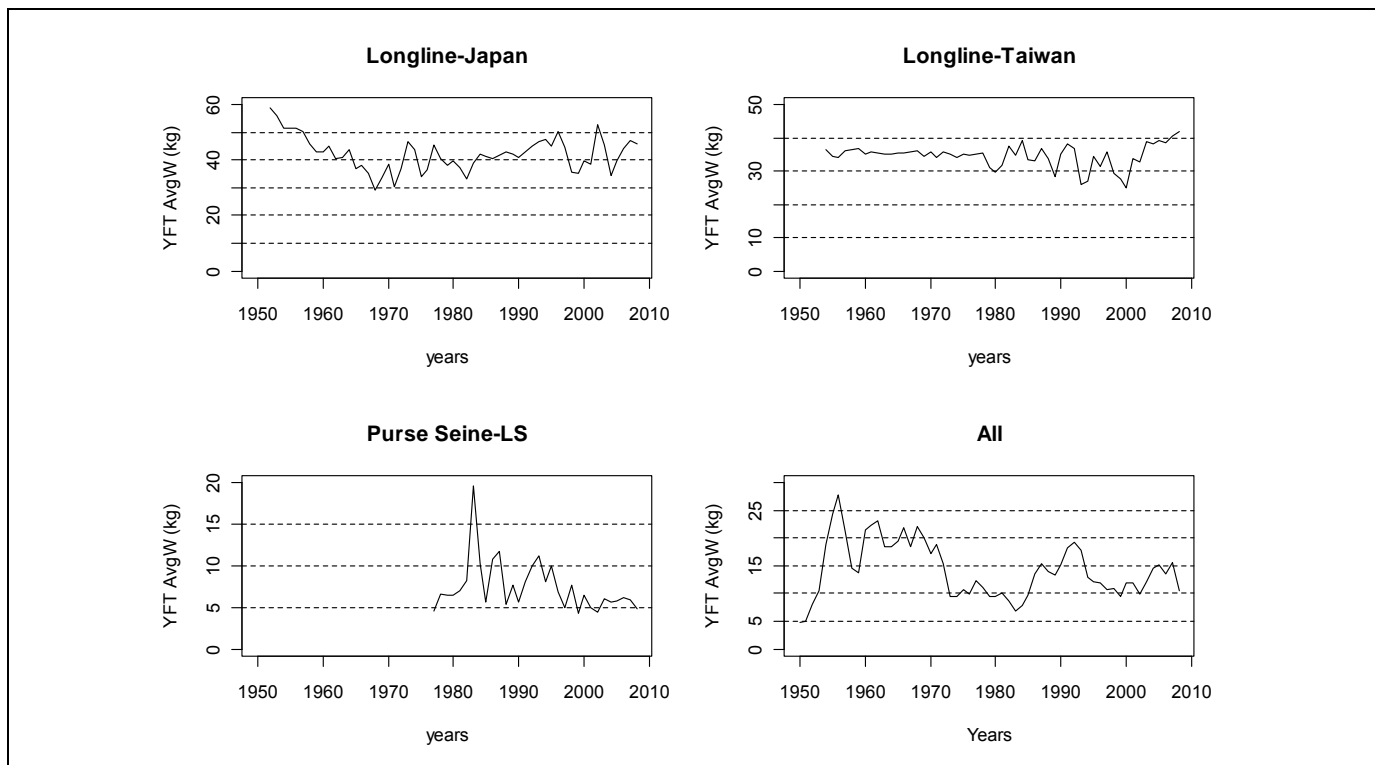 Longline-Japan
YFT AvgW (kg)
0 20 40 60
1950 1960 1970 1980 1990 2000 2010
years
Longline-Taiwan
YFT AvgW (kg)
0 10 30 50
1950 1960 1970 1980 1990 2000 2010
years
Purse Seine-LS
YFT AvgW (kg)
0 5 10 15 20
1950 1960 1970 1980 1990 2000 2010
years
All
YFT AvgW (kg)
0 5 15 25
1950 1960 1970 1980 1990 2000 2010
Years